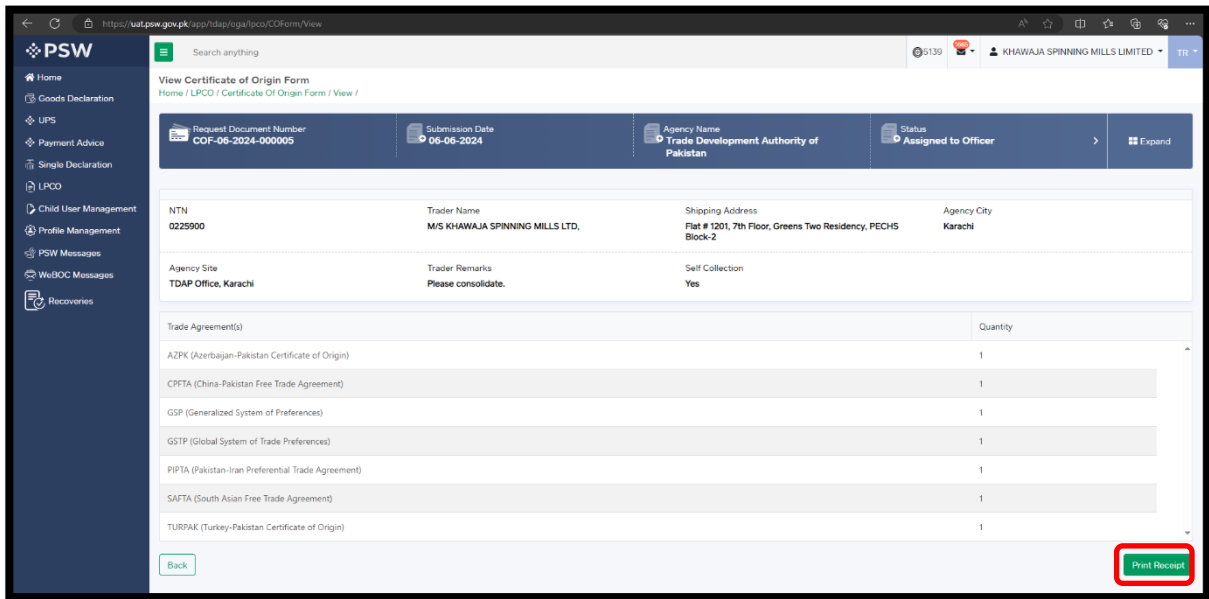 https://uat.psw.gov.pk/app/tdap/oga/lpco/COForm/View
PSW
Search anything
5139
KHAWAJA SPINNING MILLS LIMITED
TR
Home
Goods Declaration
UPS
Payment Advice
Single Declaration
LPCO
Child User Management
Profile Management
PSW Messages
WeBOC Messages
Recoveries
View Certificate of Origin Form
Home / LPCO / Certificate Of Origin Form / View /
Request Document Number
COF-06-2024-000005
Submission Date
06-06-2024
Agency Name
Trade Development Authority of
Pakistan
Status
Assigned to Officer
Expand
NTN
0225900
Trader Name
M/S KHAWAJA SPINNING MILLS LTD,
Shipping Address
Flat # 1201, 7th Floor, Greens Two Residency, PECHS
Block-2
Agency City
Karachi
Agency Site
TDAP Office, Karachi
Trader Remarks
Please consolidate.
Self Collection
Yes
Trade Agreement(s) Quantity
AZPK (Azerbaijan-Pakistan Certificate of Origin) 1
CPFTA (China-Pakistan Free Trade Agreement) 1
GSP (Generalized System of Preferences) 1
GSTP (Global System of Trade Preferences) 1
PIPTA (Pakistan-Iran Preferential Trade Agreement) 1
SAFTA (South Asian Free Trade Agreement) 1
TURPAK (Turkey-Pakistan Certificate of Origin) 1
Back
Print Receipt